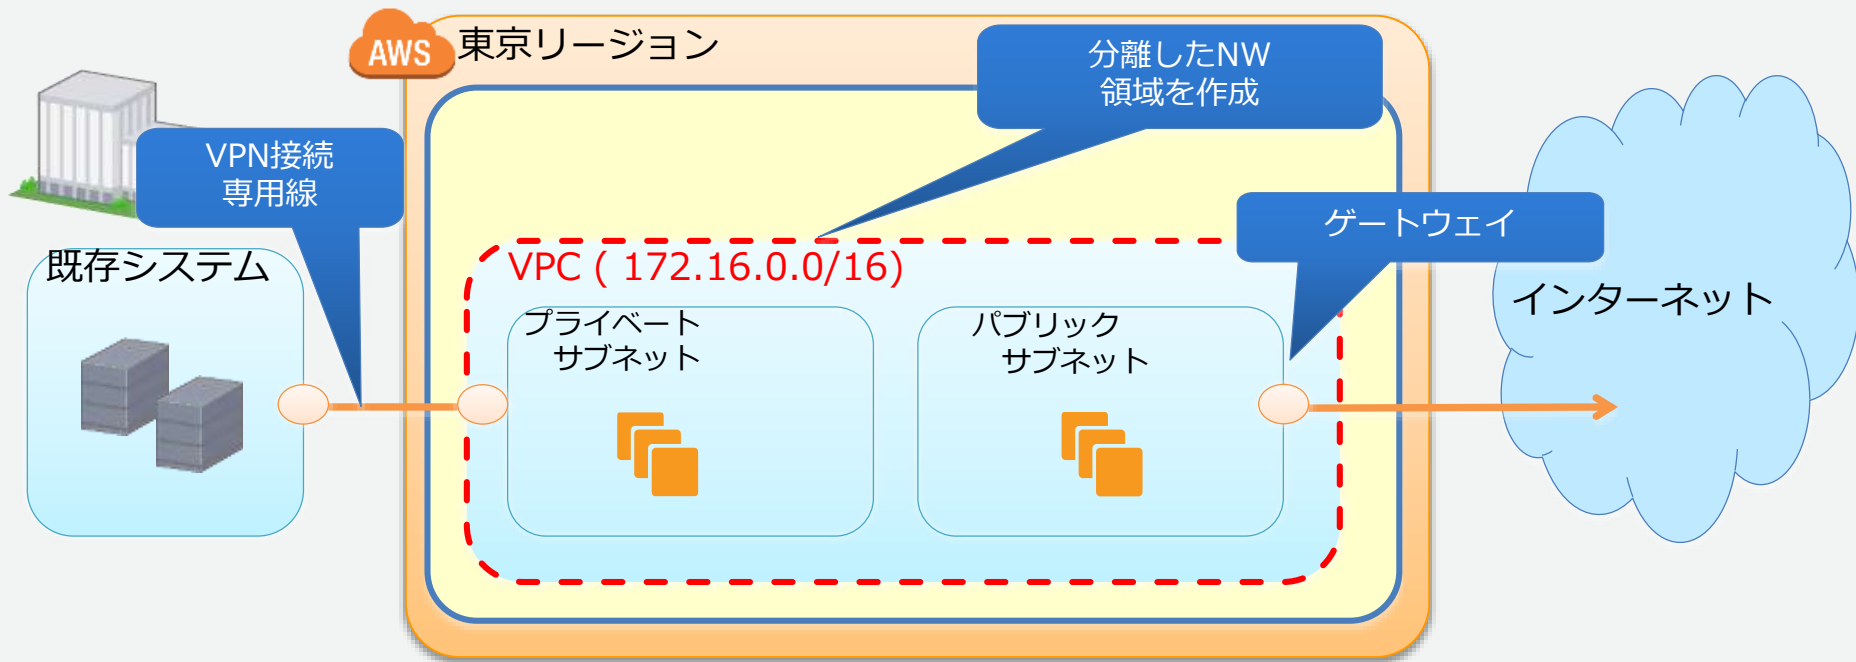 AWS
東京リージョン
分離したNW
領域を作成
VPN接続
専用線
ゲートウェイ
既存システム
VPC ( 172.16.0.0/16)
インターネット
プライベート
サブネット
パブリック
サブネット